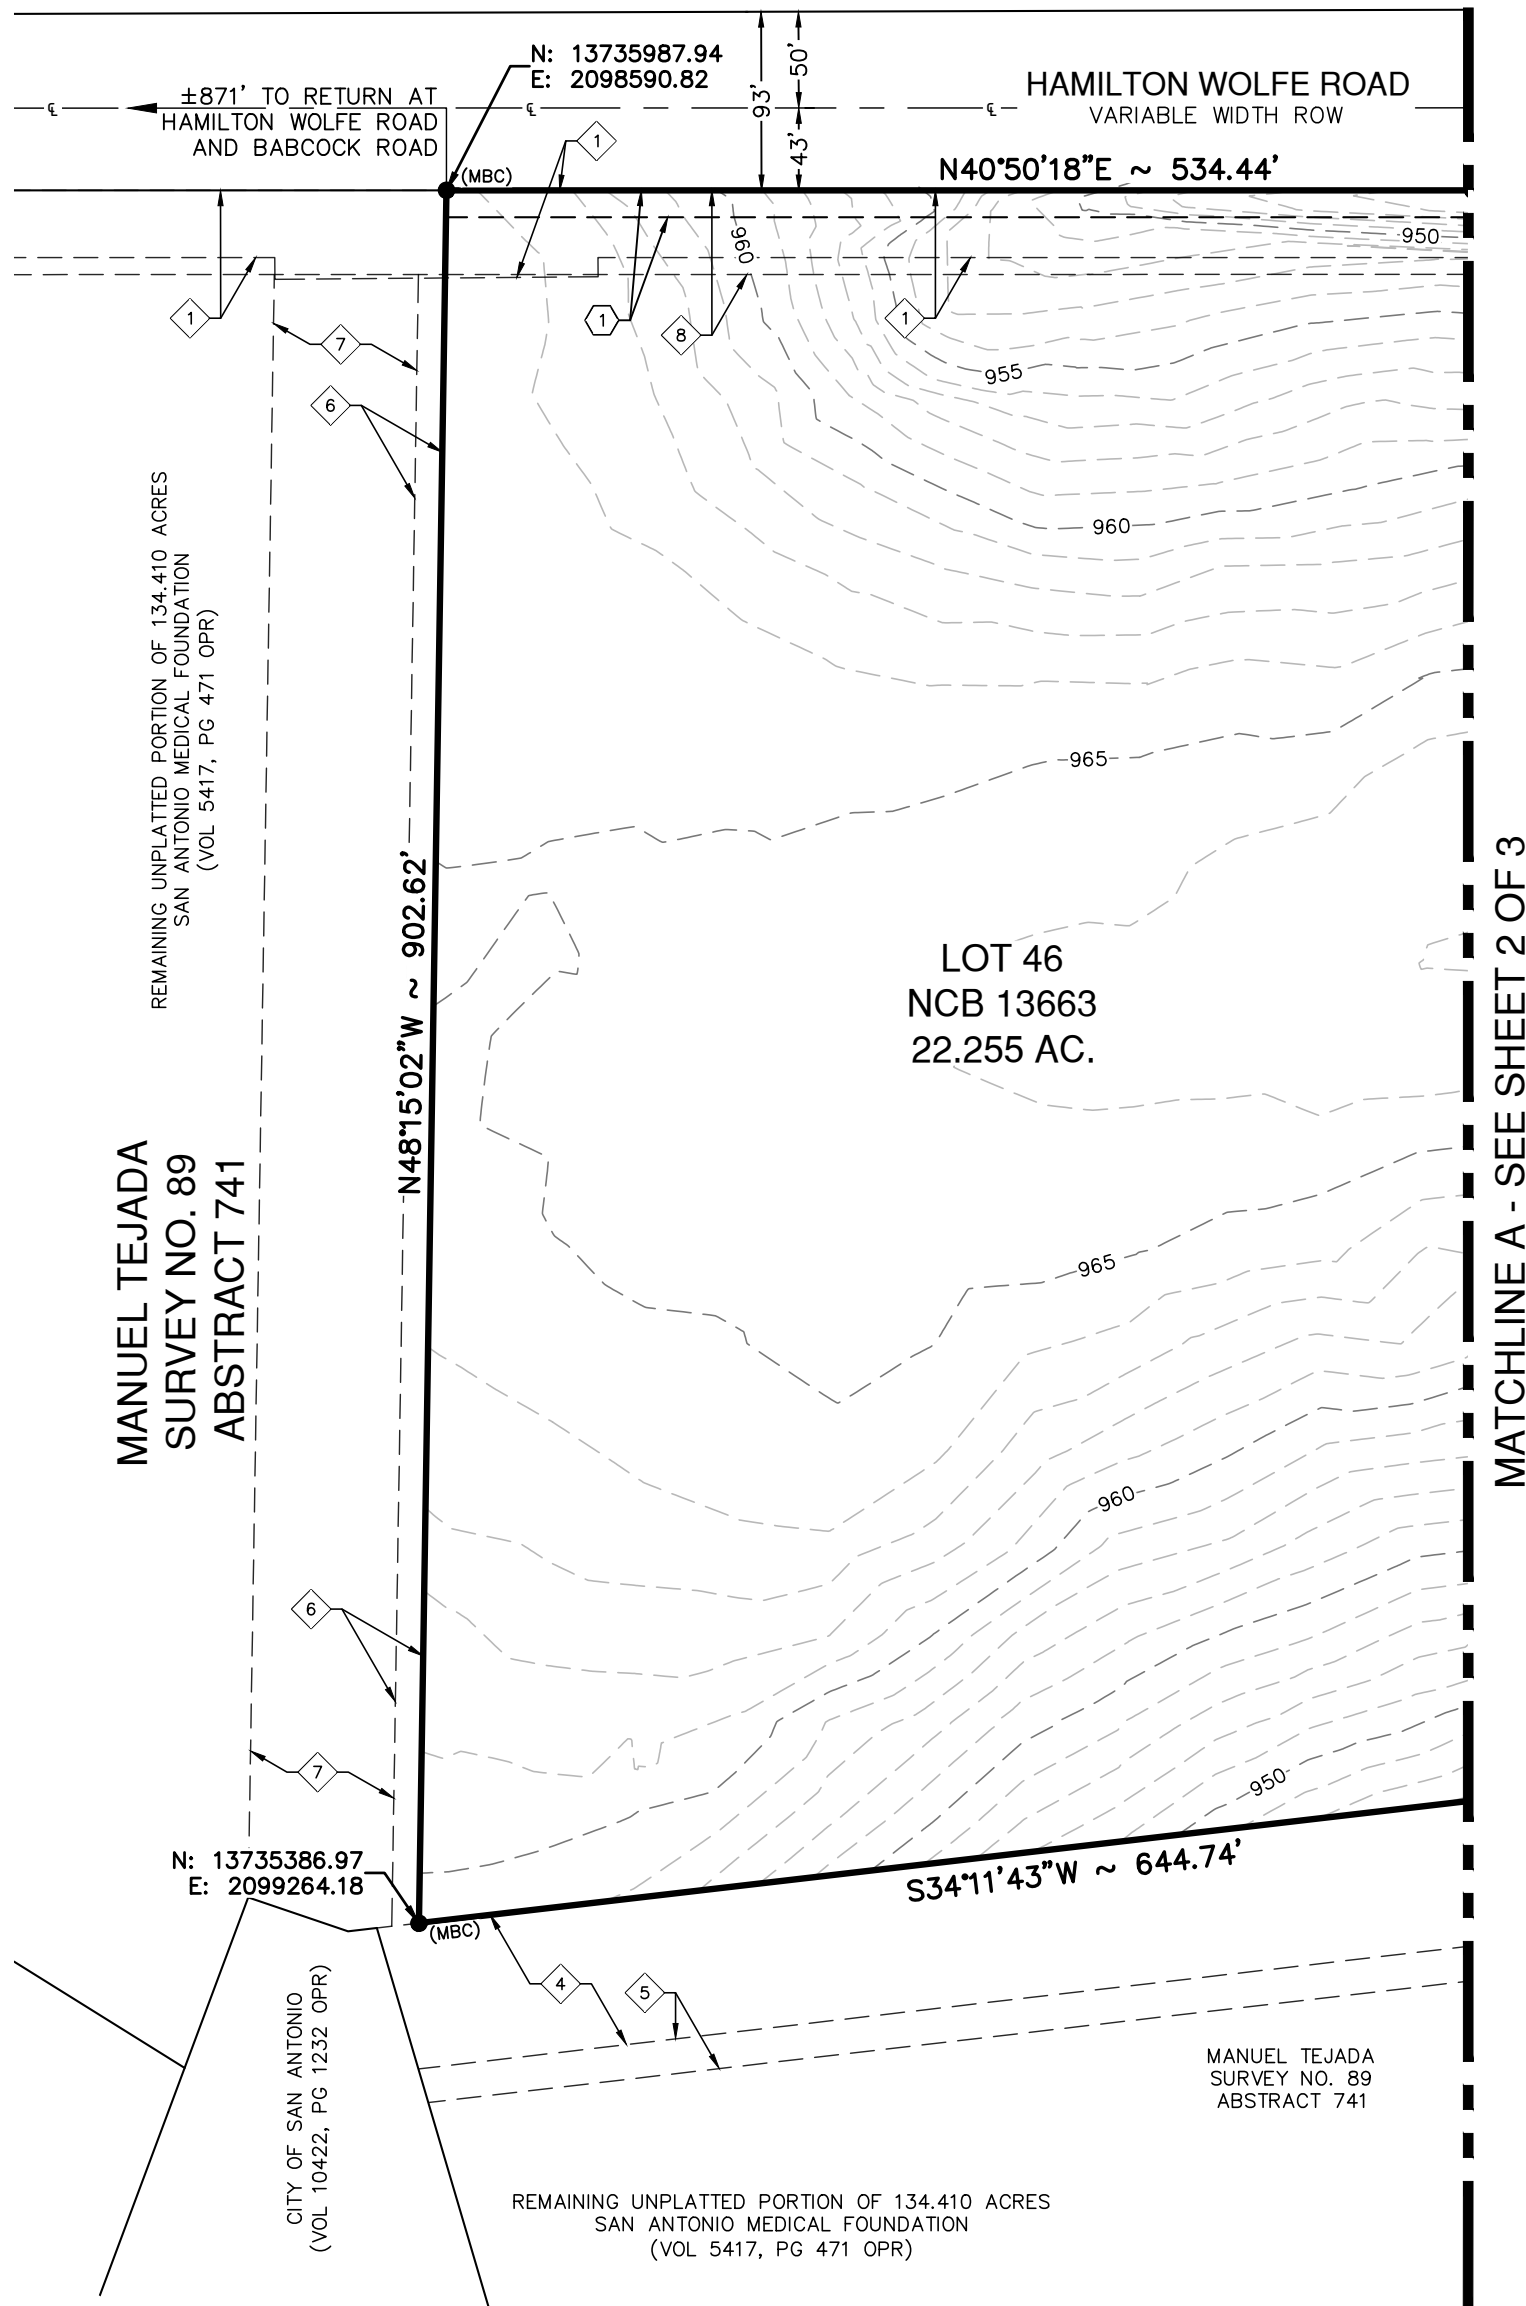 N: 13735987.94
E: 2098590.82
±871' TO RETURN AT
HAMILTON WOLFE ROAD
AND BABCOCK ROAD
℄
℄
℄
93'
50'
43'
HAMILTON WOLFE ROAD
VARIABLE WIDTH ROW
(MBC)
N40°50'18"E ~ 534.44'
1
960
950
1
7
1
8
1
955
6
960
REMAINING UNPLATTED PORTION OF 134.410 ACRES
SAN ANTONIO MEDICAL FOUNDATION
(VOL 5417, PG 471 OPR)
965
N48°15'02"W ~ 902.62'
LOT 46
NCB 13663
22.255 AC.
MATCHLINE A - SEE SHEET 2 OF 3
MANUEL TEJADA
SURVEY NO. 89
ABSTRACT 741
965
960
6
7
950
N: 13735386.97
E: 2099264.18
S34°11'43"W ~ 644.74'
(MBC)
4
5
CITY OF SAN ANTONIO
(VOL 10422, PG 1232 OPR)
MANUEL TEJADA
SURVEY NO. 89
ABSTRACT 741
REMAINING UNPLATTED PORTION OF 134.410 ACRES
SAN ANTONIO MEDICAL FOUNDATION
(VOL 5417, PG 471 OPR)